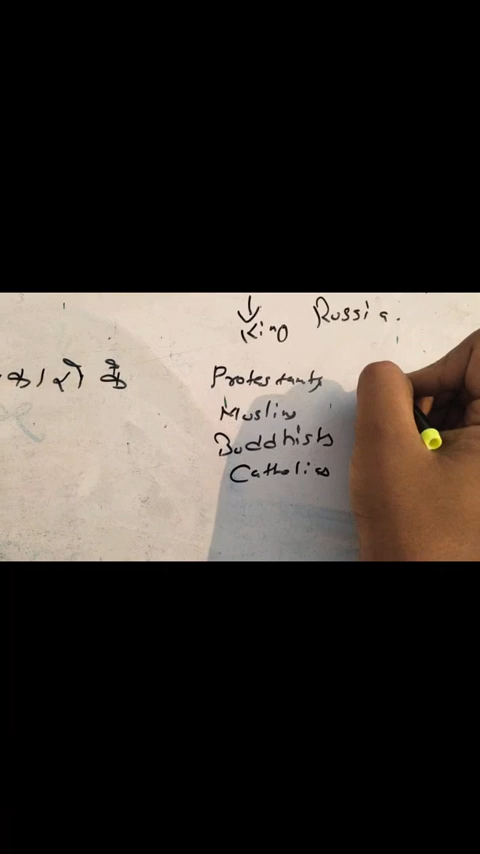 King Russia.
Protestants
Muslim
Buddhists
Catholics